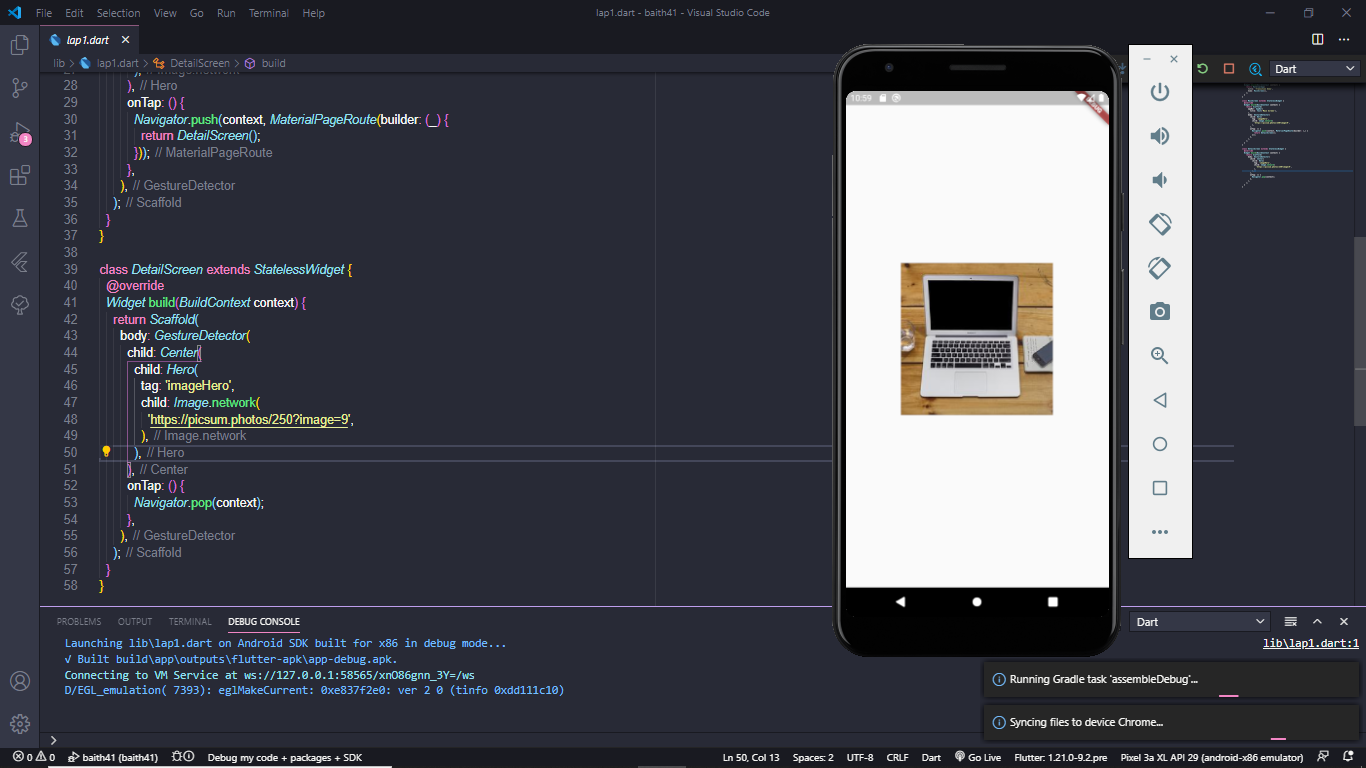 File Edit Selection View Go Run Terminal Help
lap1.dart - baith41 - Visual Studio Code
lap1.dart
lib > lap1.dart > DetailScreen > build
Dart
28 ), // Hero
29 onTap: () {
30 Navigator.push(context, MaterialPageRoute(builder: (_) {
31 return DetailScreen();
32 })); // MaterialPageRoute
33 },
34 ), // GestureDetector
35 ); // Scaffold
36 }
37 }
38
39 class DetailScreen extends StatelessWidget {
40 @override
41 Widget build(BuildContext context) {
42 return Scaffold(
43 body: GestureDetector(
44 child: Center(
45 child: Hero(
46 tag: 'imageHero',
47 child: Image.network(
48 'https://picsum.photos/250?image=9',
49 ), // Image.network
50 ), // Hero
51 ), // Center
52 onTap: () {
53 Navigator.pop(context);
54 },
55 ), // GestureDetector
56 ); // Scaffold
57 }
58 }
10:59
3
PROBLEMS OUTPUT TERMINAL DEBUG CONSOLE
Dart
Launching lib\lap1.dart on Android SDK built for x86 in debug mode...
lib\lap1.dart:1
√ Built build\app\outputs\flutter-apk\app-debug.apk.
Connecting to VM Service at ws://127.0.0.1:58565/xnO86gnn_3Y=/ws
D/EGL_emulation( 7393): eglMakeCurrent: 0xe837f2e0: ver 2 0 (tinfo 0xdd111c10)
Running Gradle task 'assembleDebug'...
Syncing files to device Chrome...
0 0 baith41 (baith41) Debug my code + packages + SDK Ln 50, Col 13 Spaces: 2 UTF-8 CRLF Dart Go Live Flutter: 1.21.0-9.2.pre Pixel 3a XL API 29 (android-x86 emulator)